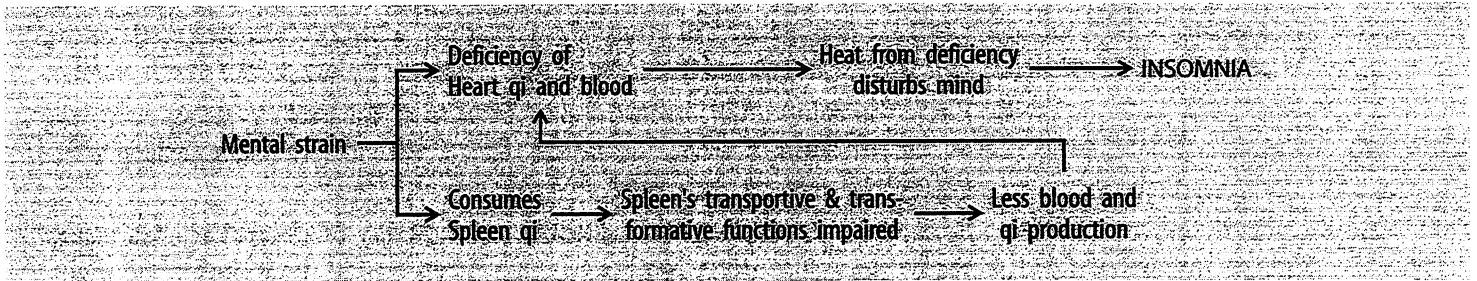 Deficiency of
Heart qi and blood
Heat from deficiency
disturbs mind
INSOMNIA
Mental strain
Consumes
Spleen qi
Spleen's transportive & trans-
formative functions impaired
Less blood and
qi production